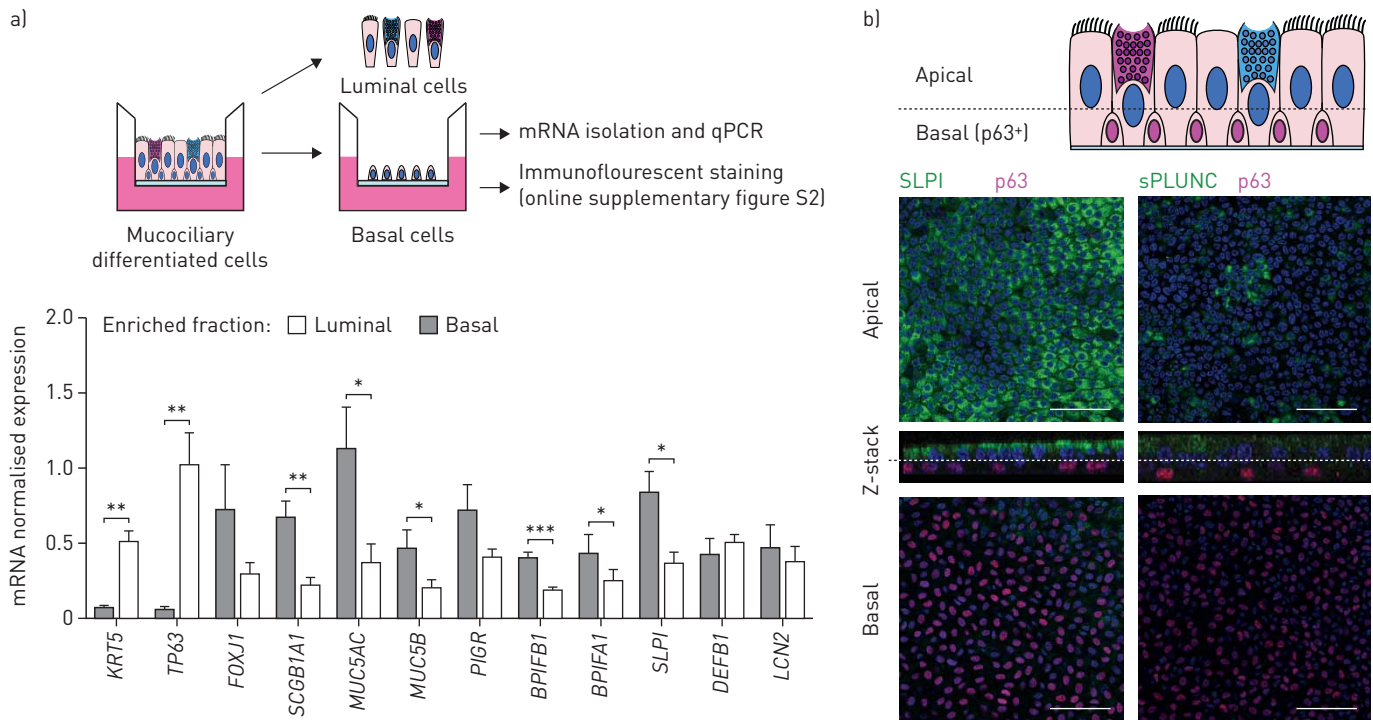 a)
Luminal cells
mRNA isolation and qPCR
Immunoflourescent staining
(online supplementary figure S2)
Mucociliary
differentiated cells
Basal cells
Enriched fraction: Luminal Basal
mRNA normalised expression
2.0
1.5
1.0
0.5
0
**
**
**
*
*
***
*
*
KRT5
TP63
FOXJ1
SCGB1A1
MUC5AC
MUC5B
PIGR
BPIFB1
BPIFA1
SLPI
DEFB1
LCN2
b)
Apical
Basal (p63+)
SLPI p63
sPLUNC p63
Apical
Z-stack
Basal